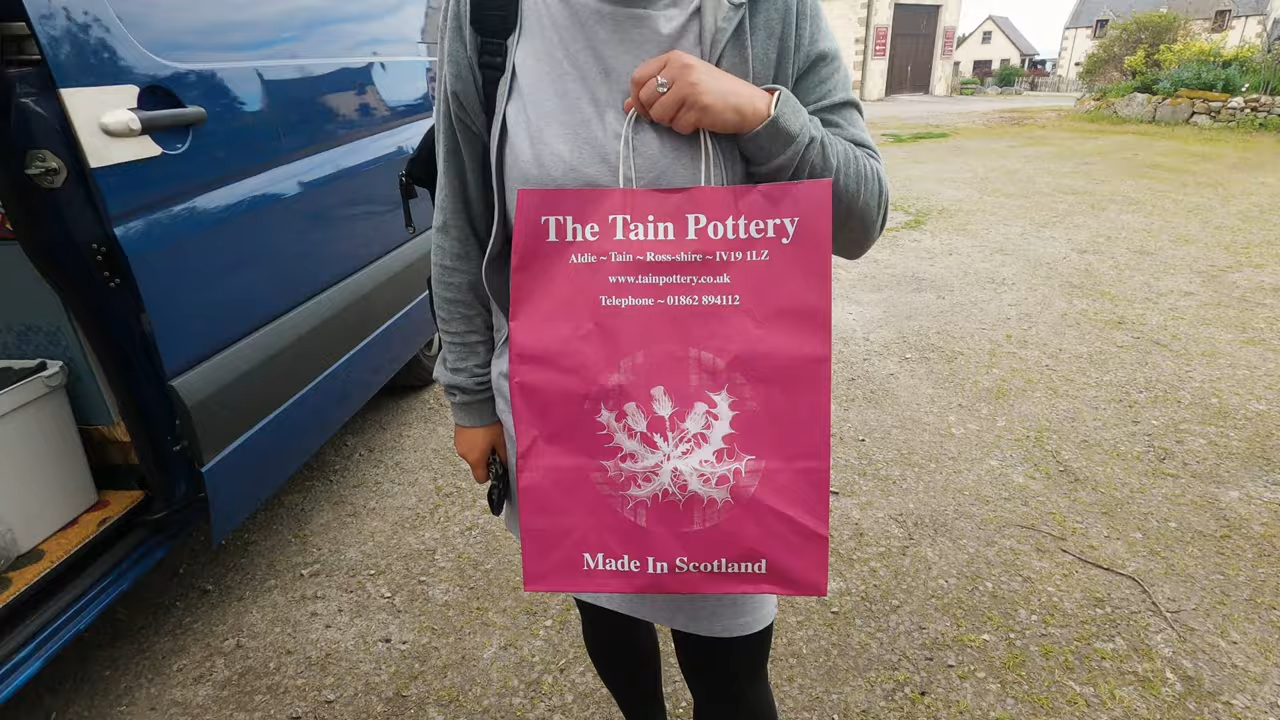 The Tain Pottery
Aldie ~ Tain ~ Ross-shire ~ IV19 1LZ
www.tainpottery.co.uk
Telephone ~ 01862 894112
Made In Scotland